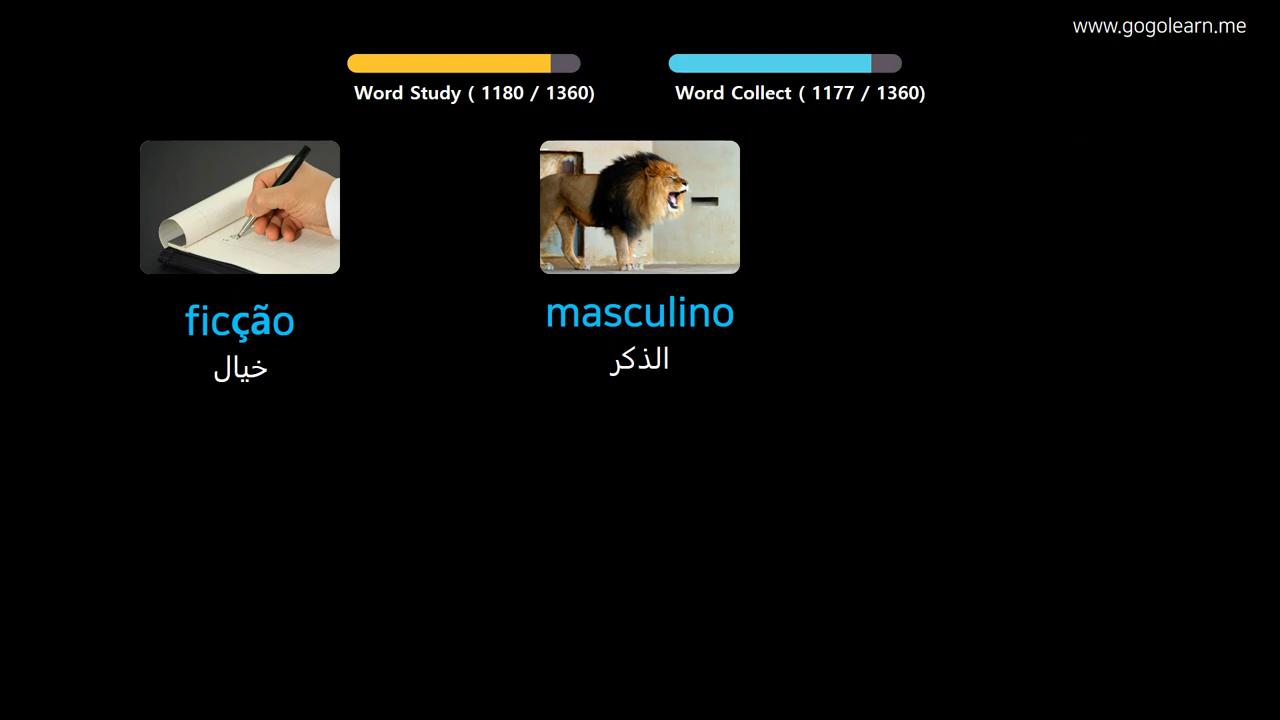 www.gogolearn.me
Word Study ( 1180 / 1360)
Word Collect ( 1177 / 1360)
ficção
خيال
masculino
الذكر